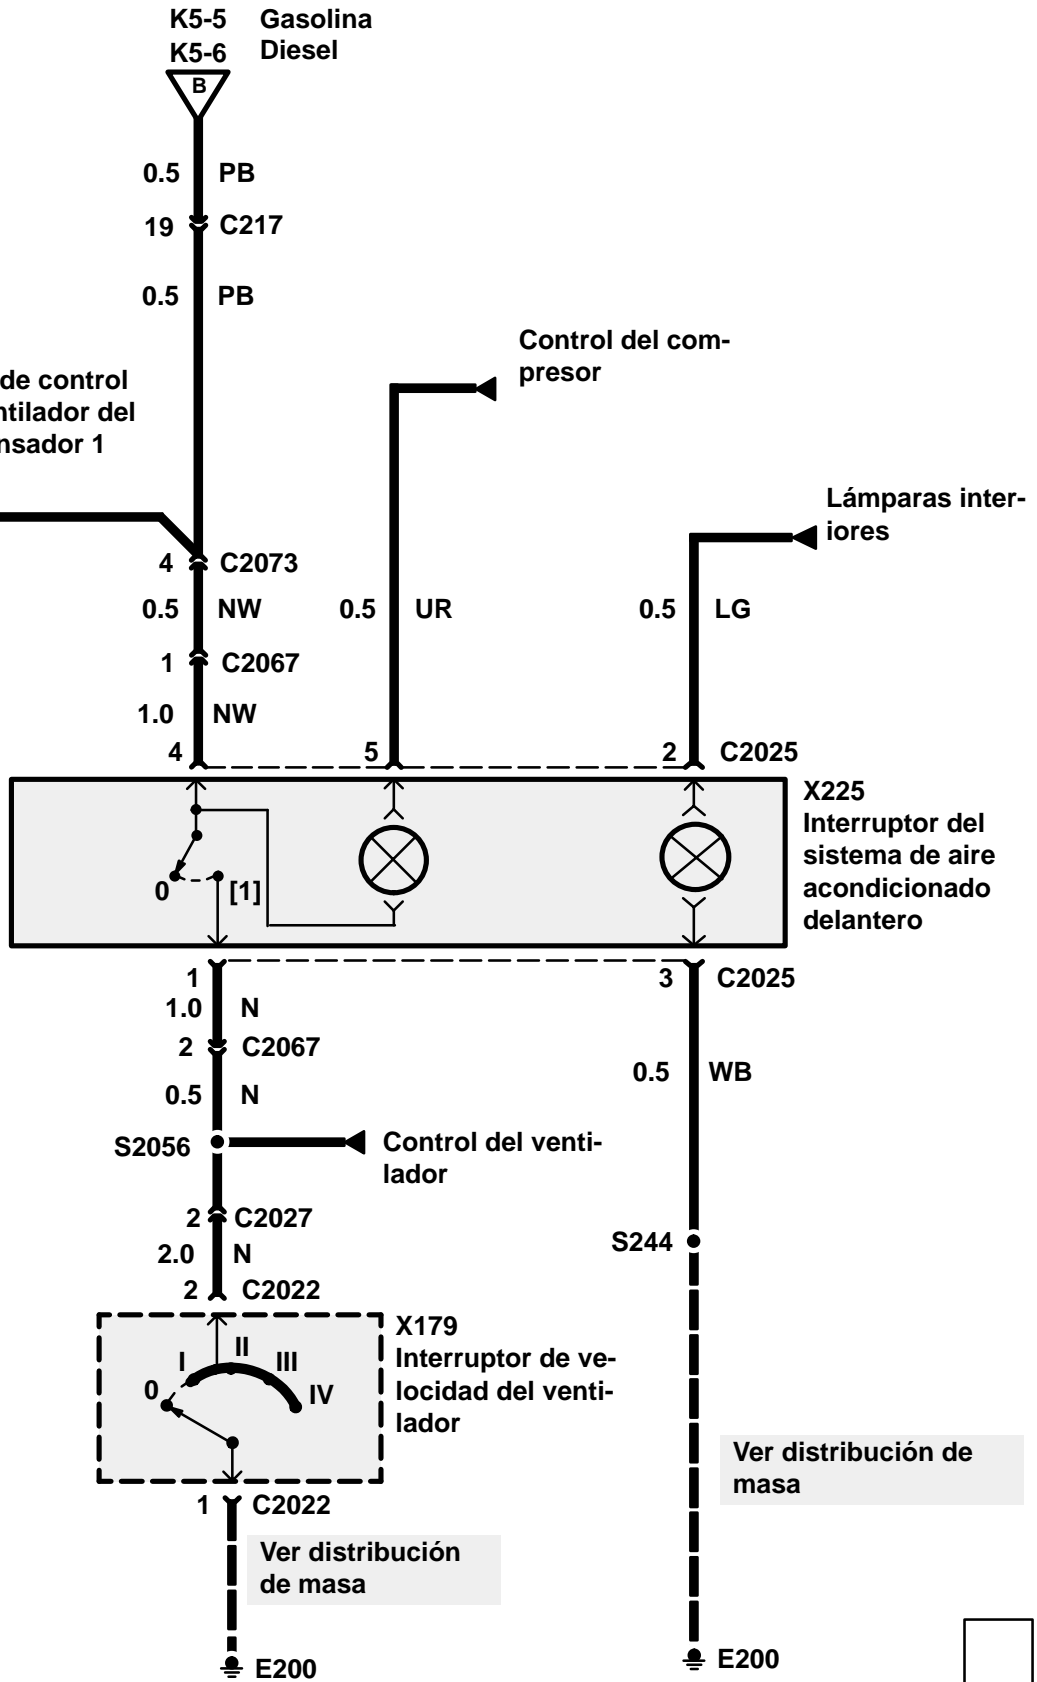 K5-5 Gasolina
K5-6 Diesel
B
0.5 PB
19 C217
0.5 PB
Control del com-
presor
de control
ntilador del
nsador 1
Lámparas inter-
iores
4 C2073
0.5 NW 0.5 UR 0.5 LG
1 C2067
1.0 NW
4 5 2 C2025
X225
Interruptor del
sistema de aire
acondicionado
delantero
0 [1]
1 3 C2025
1.0 N
2 C2067
0.5 WB
0.5 N
S2056 Control del venti-
lador
2 C2027
S244
2.0 N
2 C2022
X179
Interruptor de ve-
locidad del venti-
lador
0 I II III IV
Ver distribución de
masa
1 C2022
Ver distribución
de masa
E200 E200